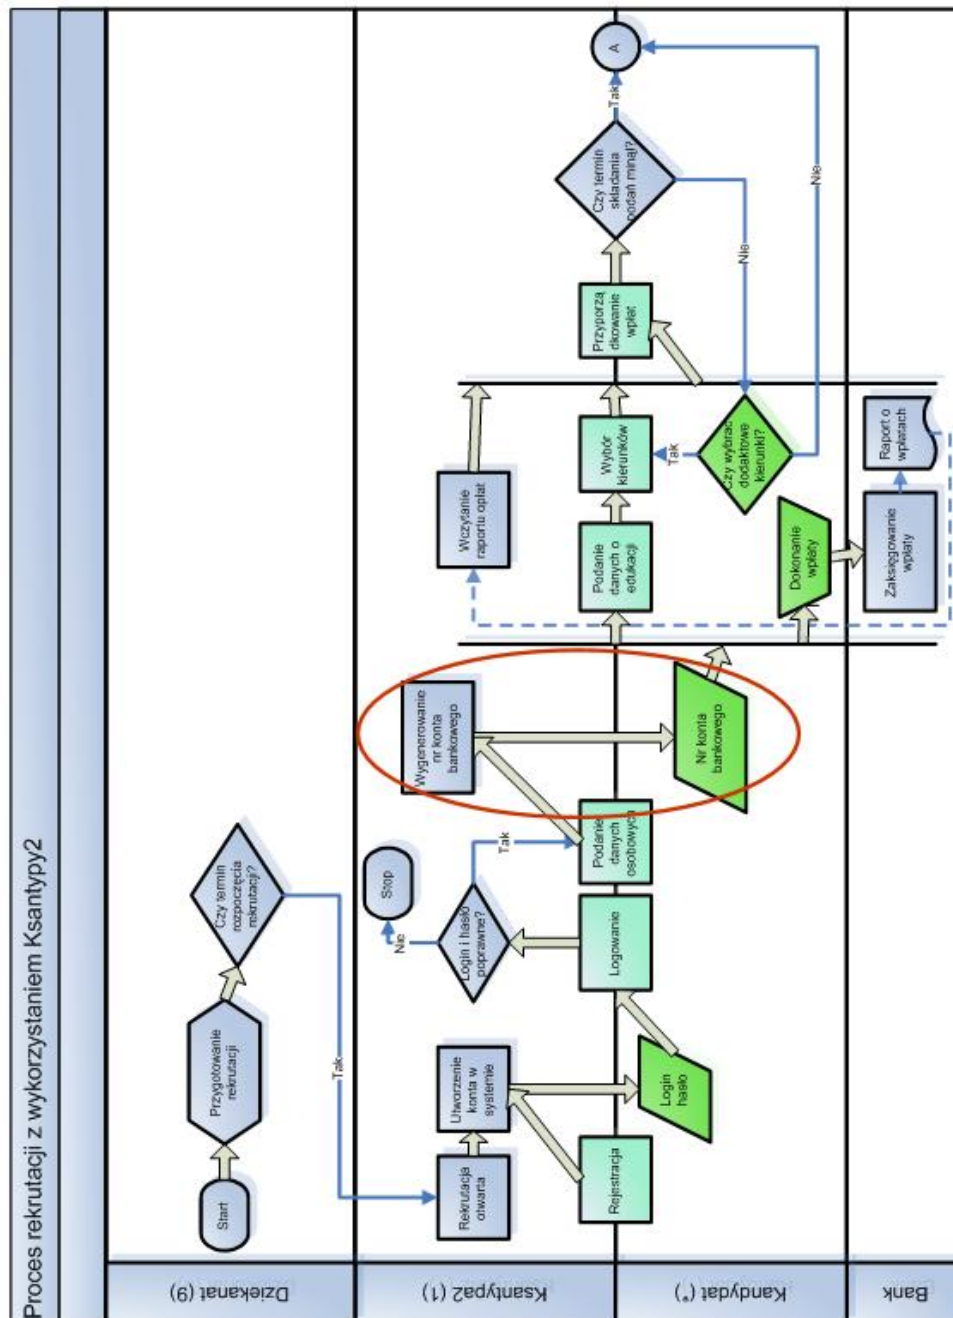 Proces rekrutacji z wykorzystaniem Ksantypy2
Dziekanat (9)
Start
Przygotowanie
rekrutacji
Czy termin
rozpoczęcia
rekrutacji?
Tak
Ksantypa2 (1)
Rekrutacja
otwarta
Utworzenie
konta w
systemie
Login i hasło
poprawne?
Nie
Stop
Tak
Wygenerowanie
nr konta
bankowego
Wczytanie
raportu opłat
Rejestracja
Logowanie
Podanie
danych
osobowych
Podanie
danych o
edukacji
Wybór
kierunków
Przyporzą
dkowanie
wpłat
Czy termin
składania
podań minął?
Tak
A
Kandydat (*)
Login
hasło
Nr konta
bankowego
Tak
Czy wybrać
dodaktowe
kierunki?
Nie
Nie
Dokonanie
wpłaty
Bank
Zaksięgowanie
wpłaty
Raport o
wpłatach